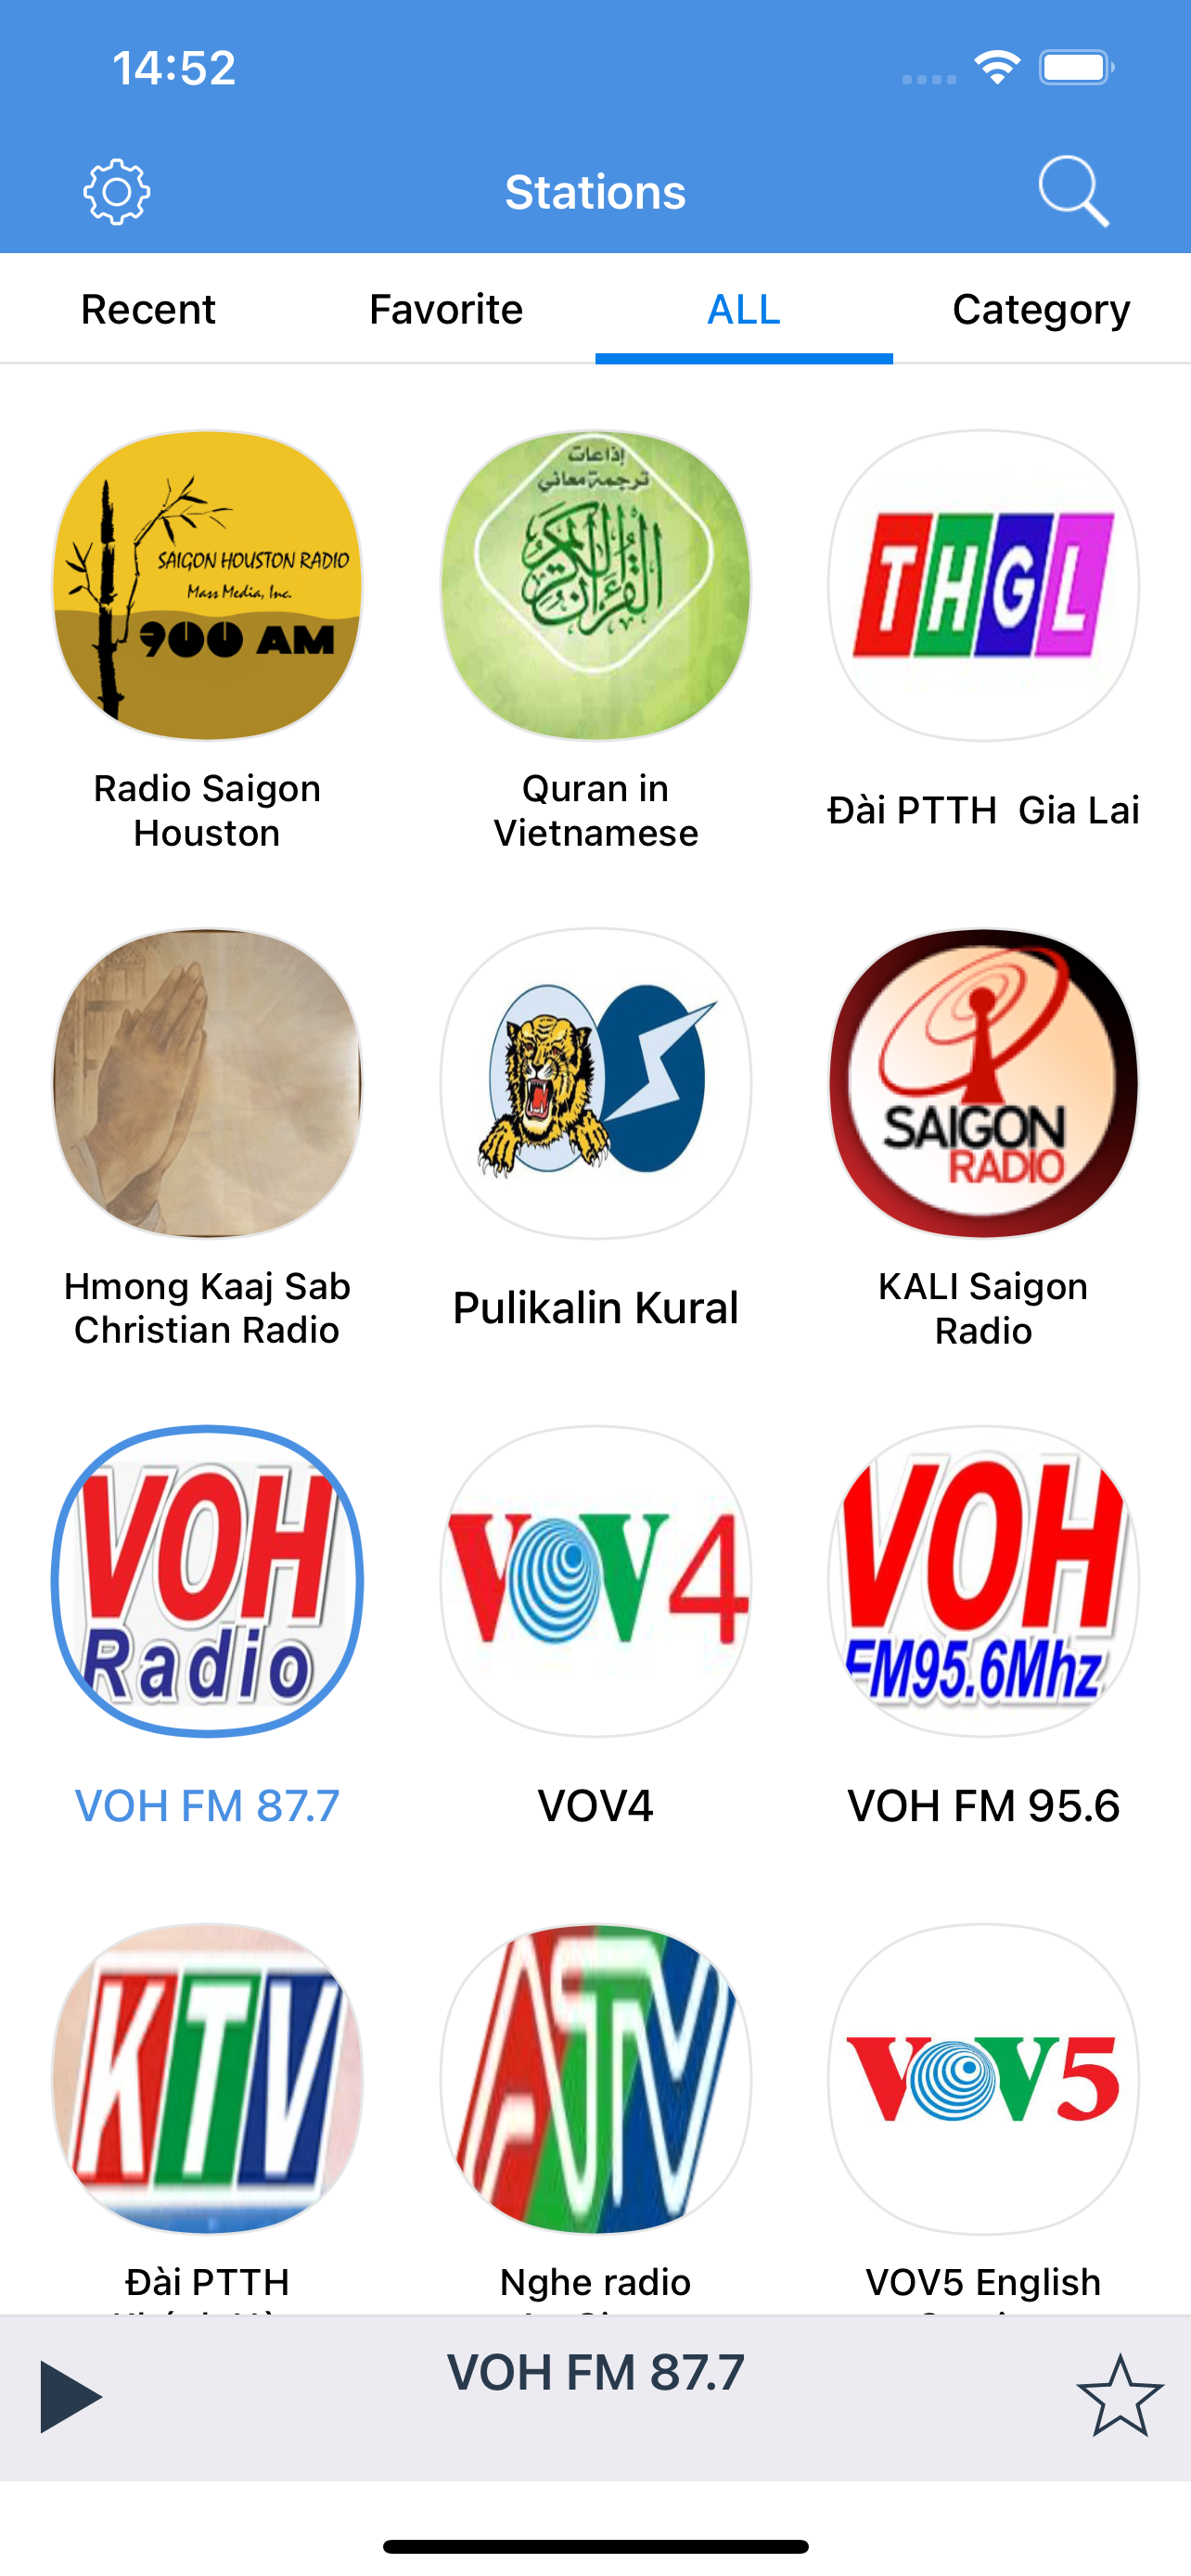 14:52
Stations
Recent Favorite ALL Category
SAIGON HOUSTON RADIO
Mass Media, Inc.
900 AM
إذاعات
ترجمة معاني
القرآن الكريم
THGL
Radio Saigon
Houston
Quran in
Vietnamese
Đài PTTH  Gia Lai
SAIGON
RADIO
Hmong Kaaj Sab
Christian Radio
Pulikalin Kural
KALI Saigon
Radio
VOH
Radio
VOV4
VOH
FM95.6Mhz
VOH FM 87.7
VOV4
VOH FM 95.6
KTV
ATV
VOV5
Đài PTTH
Nghe radio
VOV5 English
VOH FM 87.7